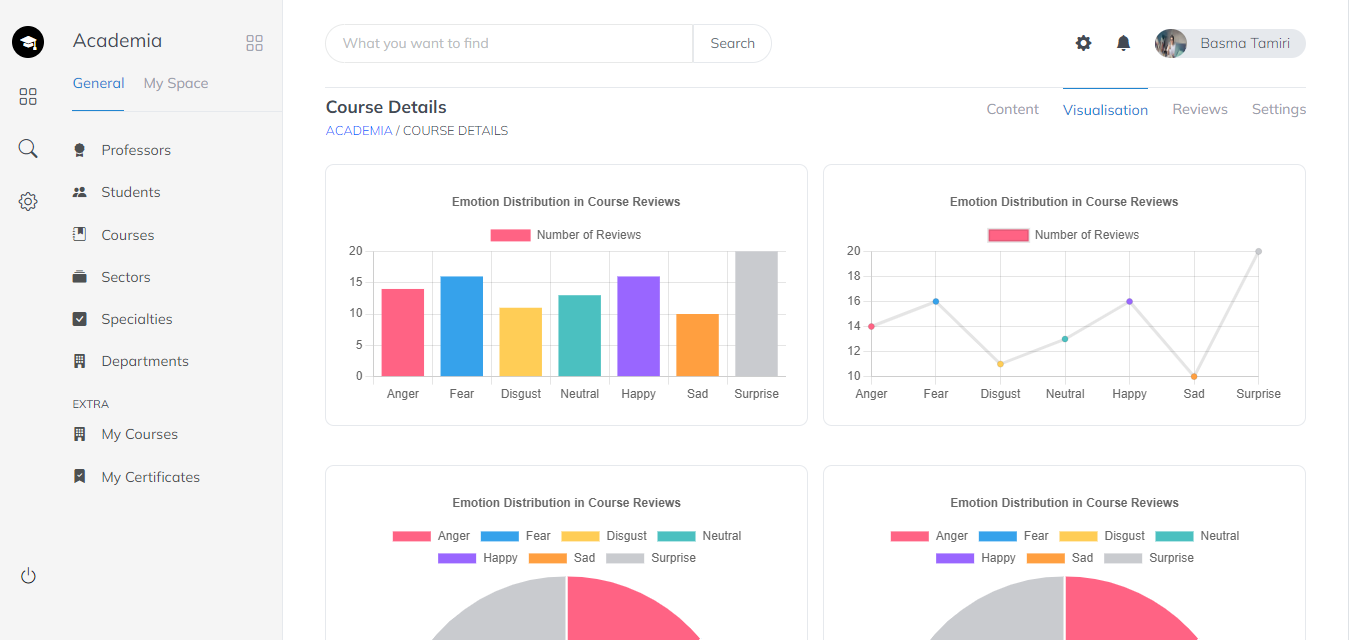 Academia
General My Space
Professors
Students
Courses
Sectors
Specialties
Departments
EXTRA
My Courses
My Certificates
What you want to find Search
Basma Tamiri
Course Details
ACADEMIA / COURSE DETAILS
Content Visualisation Reviews Settings
Emotion Distribution in Course Reviews
Number of Reviews
20
15
10
5
0
Anger Fear Disgust Neutral Happy Sad Surprise
Emotion Distribution in Course Reviews
Number of Reviews
20
18
16
14
12
10
Anger Fear Disgust Neutral Happy Sad Surprise
Emotion Distribution in Course Reviews
Anger Fear Disgust Neutral
Happy Sad Surprise
Emotion Distribution in Course Reviews
Anger Fear Disgust Neutral
Happy Sad Surprise